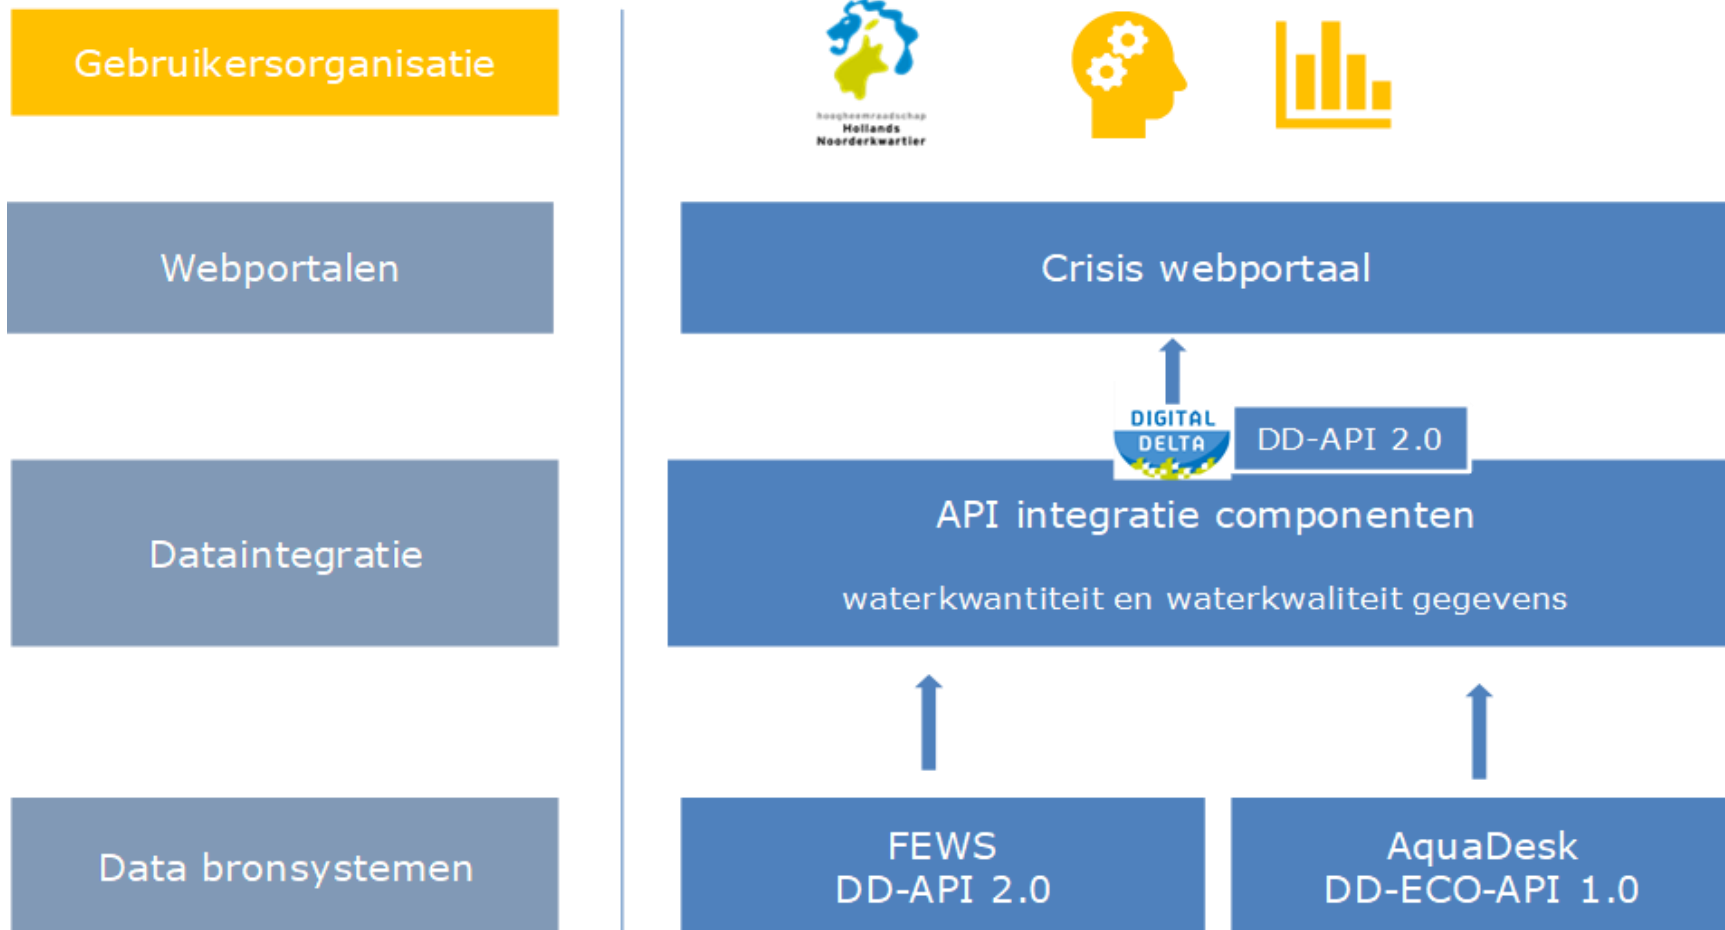 Gebruikersorganisatie
hoogheemraadschap
Hollands
Noorderkwartier
Webportalen
Crisis webportaal
DIGITAL
DELTA
DD-API 2.0
Dataintegratie
API integratie componenten
waterkwantiteit en waterkwaliteit gegevens
Data bronsystemen
FEWS
DD-API 2.0
AquaDesk
DD-ECO-API 1.0